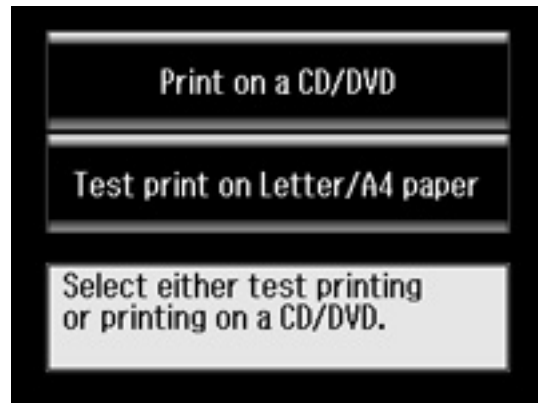 Print on a CD/DVD
Test print on Letter/A4 paper
Select either test printing
or printing on a CD/DVD.